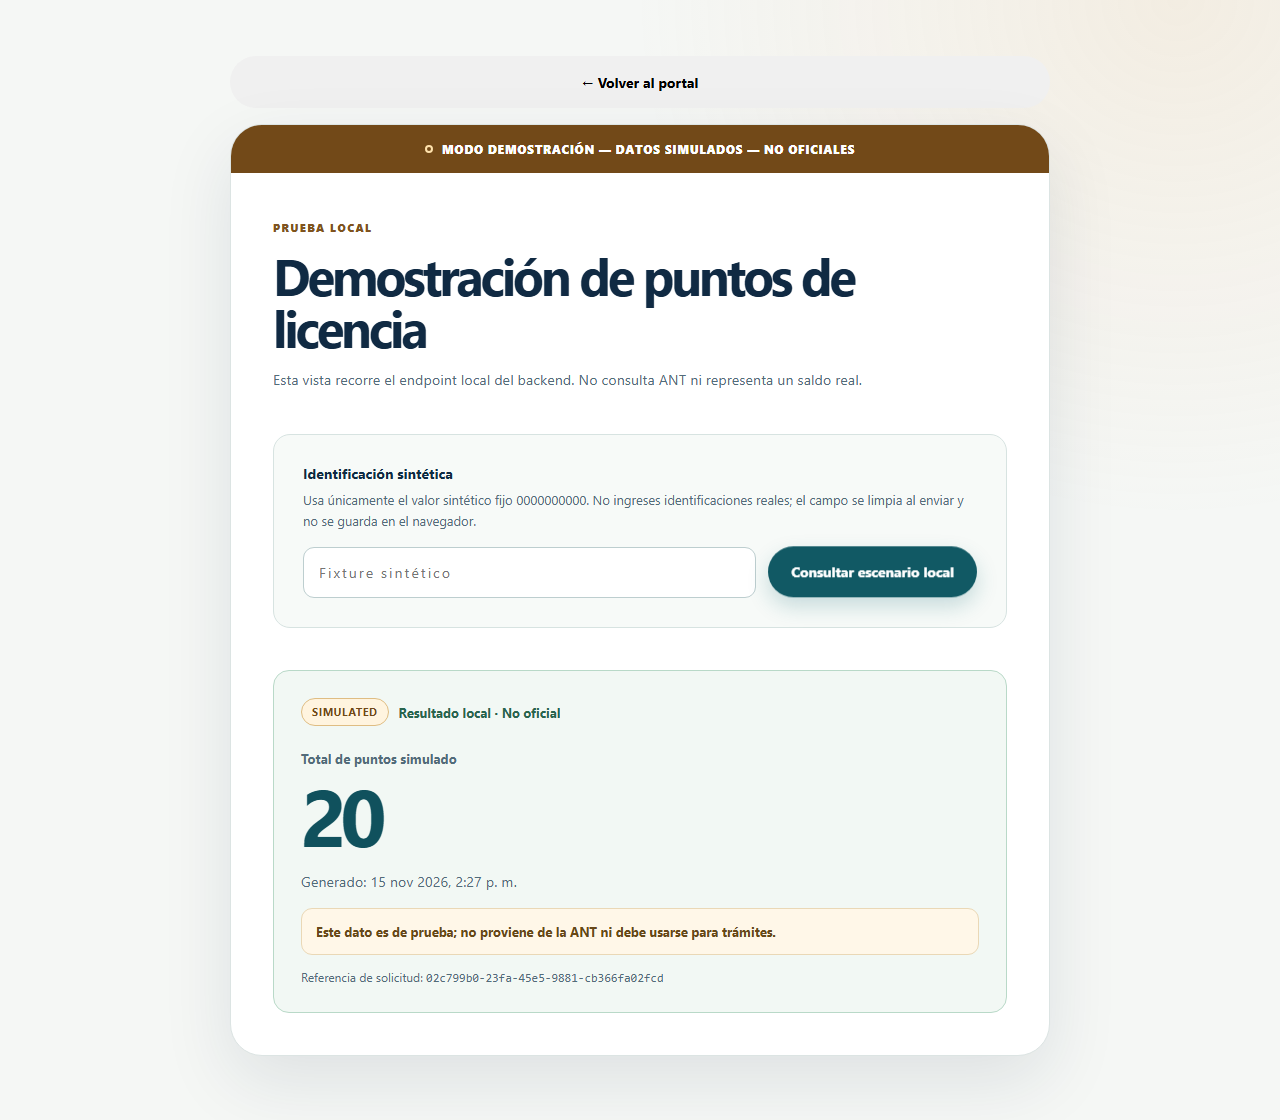 ← Volver al portal
MODO DEMOSTRACIÓN — DATOS SIMULADOS — NO OFICIALES
PRUEBA LOCAL
Demostración de puntos de
licencia
Esta vista recorre el endpoint local del backend. No consulta ANT ni representa un saldo real.
Identificación sintética
Usa únicamente el valor sintético fijo 0000000000. No ingreses identificaciones reales; el campo se limpia al enviar y
no se guarda en el navegador.
Fixture sintético
Consultar escenario local
SIMULATED
Resultado local · No oficial
Total de puntos simulado
20
Generado: 15 nov 2026, 2:27 p. m.
Este dato es de prueba; no proviene de la ANT ni debe usarse para trámites.
Referencia de solicitud: 02c799b0-23fa-45e5-9881-cb366fa02fcd